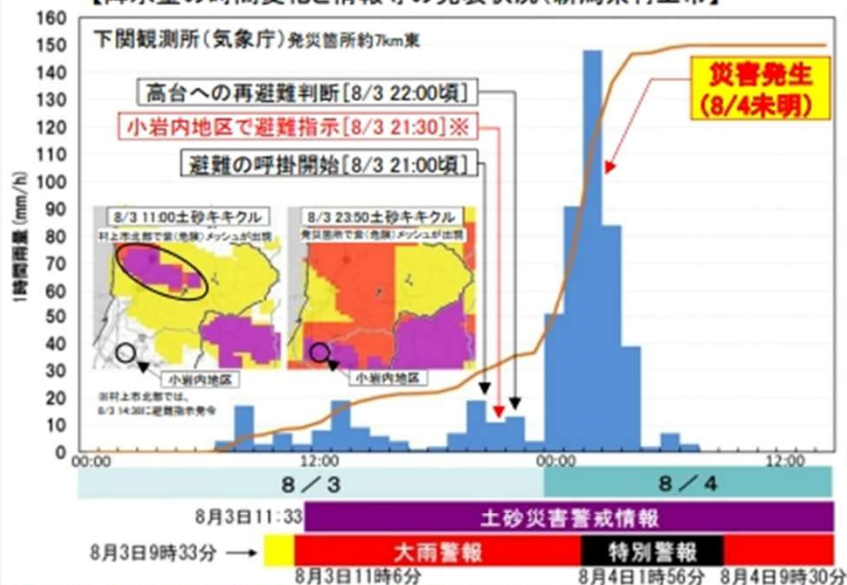 下関観測所(気象庁)発災箇所約7km東
災害発生
(8/4未明)
高台への再避難判断[8/3 22:00頃]
小岩内地区で避難指示[8/3 21:30]※
避難の呼掛開始[8/3 21:00頃]
1時間雨量(mm/h)
160
150
140
130
120
110
100
90
80
70
60
50
40
30
20
10
0
8/3 11:00土砂キキクル
村上市北部で紫(危険)メッシュが出現
小岩内地区
※村上市北部では、
8/3 14:30に避難指示発令
8/3 23:50土砂キキクル
発災箇所で紫(危険)メッシュが出現
小岩内地区
00:00 12:00 00:00 12:00
8/3 8/4
8月3日11:33 土砂災害警戒情報
8月3日9時33分 → 大雨警報 特別警報
8月3日11時6分 8月4日1時56分 8月4日9時30分